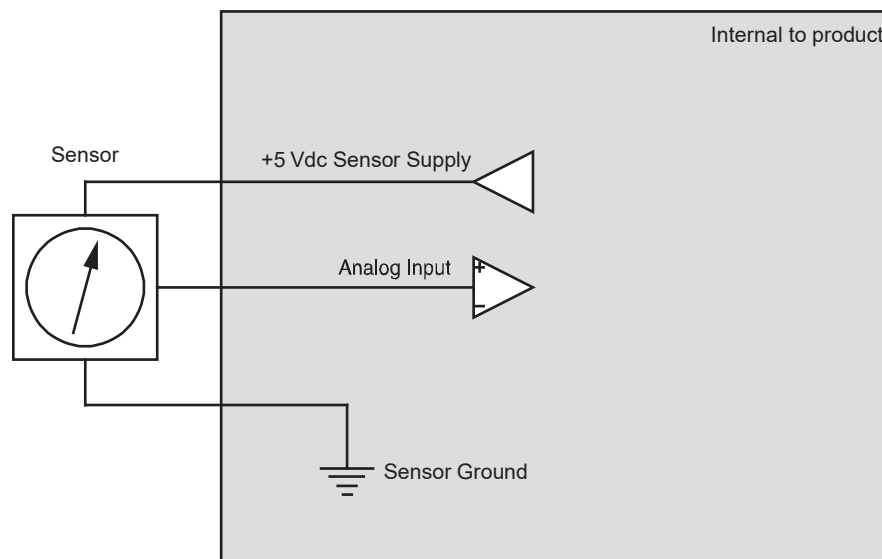 Internal to product
Sensor
+5 Vdc Sensor Supply
Analog Input
+
−
Sensor Ground